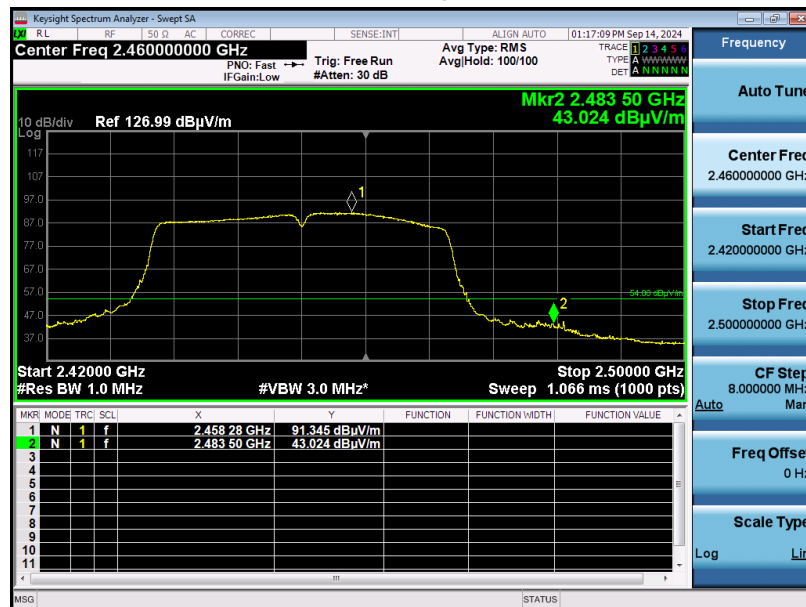 Keysight Spectrum Analyzer - Swept SA
LXI RL RF 50 Ω AC CORREC SENSE:INT ALIGN AUTO 01:17:09 PM Sep 14, 2024
Center Freq 2.460000000 GHz
PNO: Fast
IFGain:Low
Trig: Free Run
#Atten: 30 dB
Avg Type: RMS
Avg|Hold: 100/100
TRACE 1 2 3 4 5 6
TYPE A WWWWW
DET A N N N N N
Mkr2 2.483 50 GHz
43.024 dBµV/m
10 dB/div Ref 126.99 dBµV/m
Log
117
107
97.0
87.0
77.0
67.0
57.0
47.0
37.0
1
2
54.00 dBµV/m
Start 2.42000 GHz Stop 2.50000 GHz
#Res BW 1.0 MHz #VBW 3.0 MHz* Sweep 1.066 ms (1000 pts)
MKR MODE TRC SCL X Y FUNCTION FUNCTION WIDTH FUNCTION VALUE
1 N 1 f 2.458 28 GHz 91.345 dBµV/m
2 N 1 f 2.483 50 GHz 43.024 dBµV/m
3
4
5
6
7
8
9
10
11
MSG STATUS
Frequency
Auto Tune
Center Freq
2.460000000 GHz
Start Freq
2.420000000 GHz
Stop Freq
2.500000000 GHz
CF Step
8.000000 MHz
Auto Man
Freq Offset
0 Hz
Scale Type
Log Lin